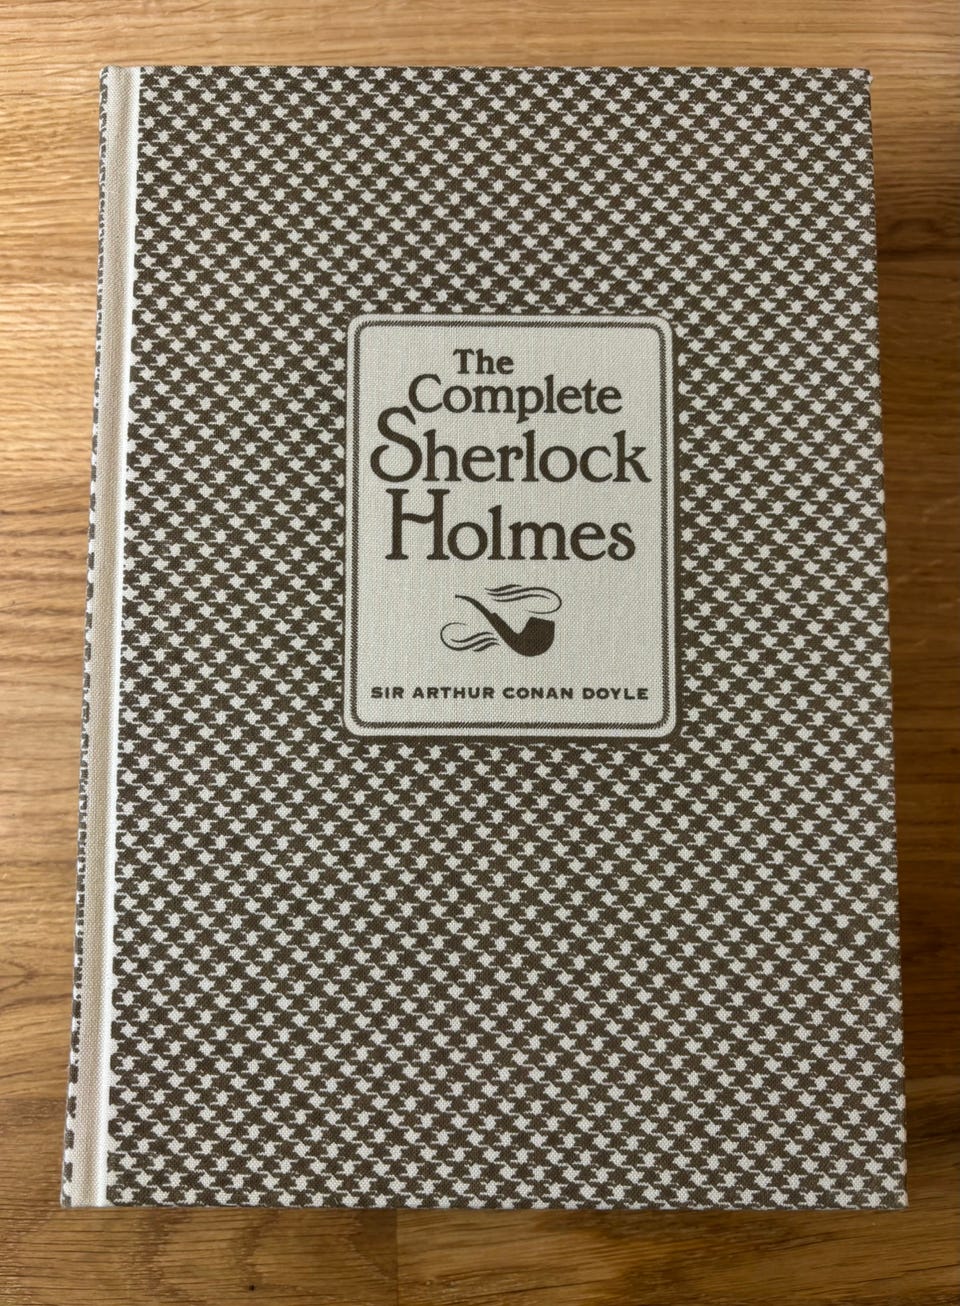 The
Complete
Sherlock
Holmes
SIR ARTHUR CONAN DOYLE